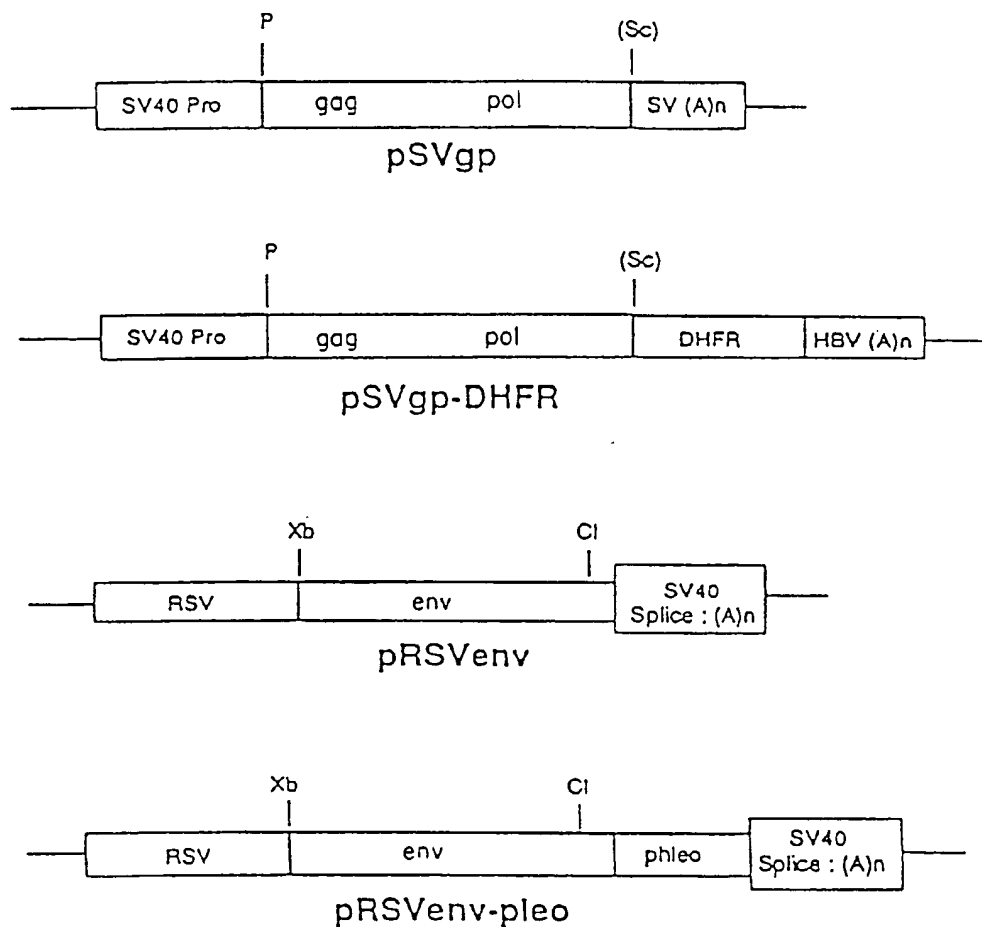 P (Sc)
SV40 Pro gag pol SV (A)n
pSVgp
P (Sc)
SV40 Pro gag pol DHFR HBV (A)n
pSVgp-DHFR
Xb Cl
RSV env SV40
Splice : (A)n
pRSVenv
Xb Cl
RSV env phleo SV40
Splice : (A)n
pRSVenv-pleo